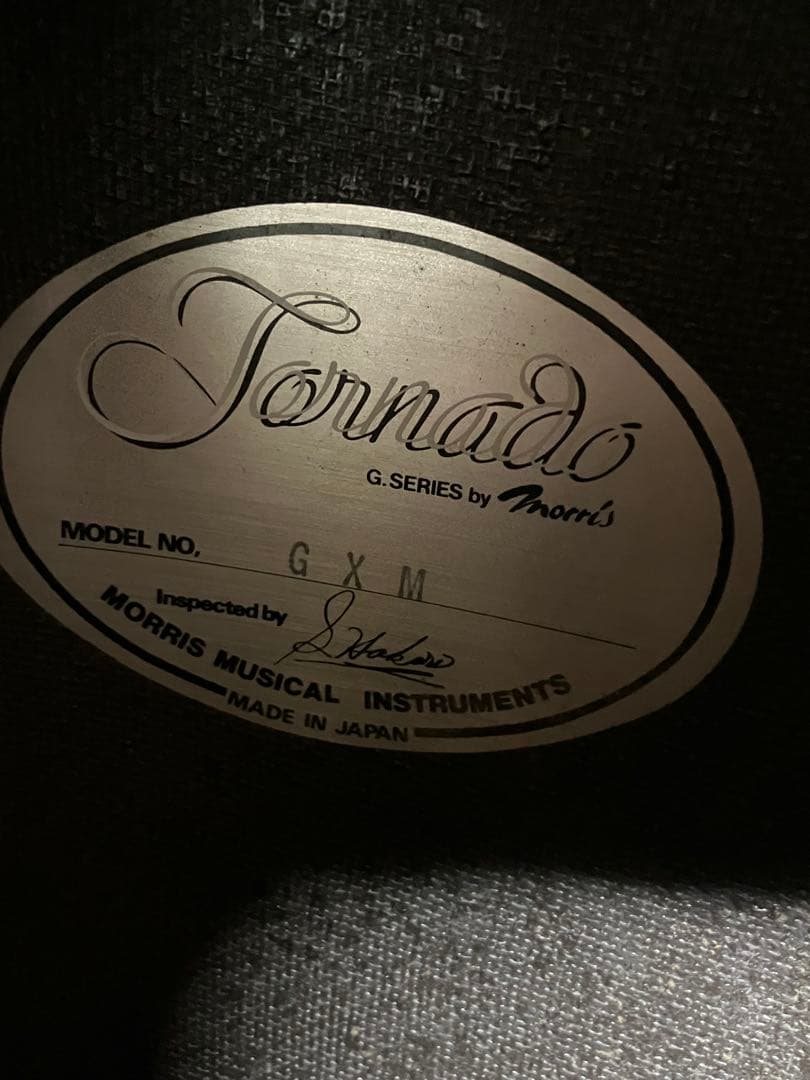 Tornado
G. SERIES by Morris
MODEL NO, G X M
Inspected by
MORRIS MUSICAL INSTRUMENTS
MADE IN JAPAN